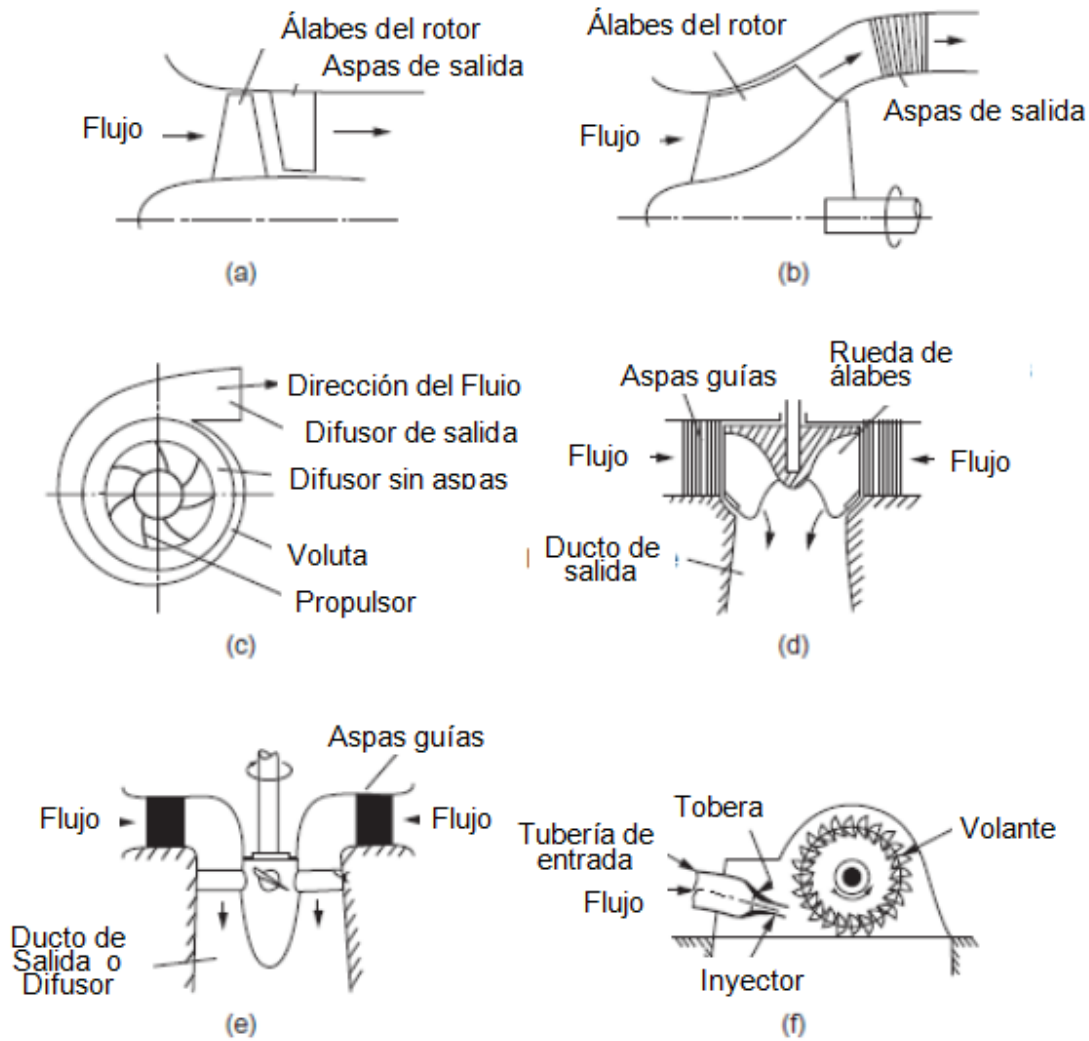 Álabes del rotor
Aspas de salida
Flujo
(a)
Álabes del rotor
Flujo
Aspas de salida
(b)
Dirección del Fluio
Difusor de salida
Difusor sin aspas
Voluta
Propulsor
(c)
Aspas guías
Rueda de
álabes
Flujo
Flujo
Ducto de
salida
(d)
Aspas guías
Flujo
Flujo
Ducto de
Salida o
Difusor
(e)
Tobera
Tubería de
entrada
Volante
Flujo
Inyector
(f)